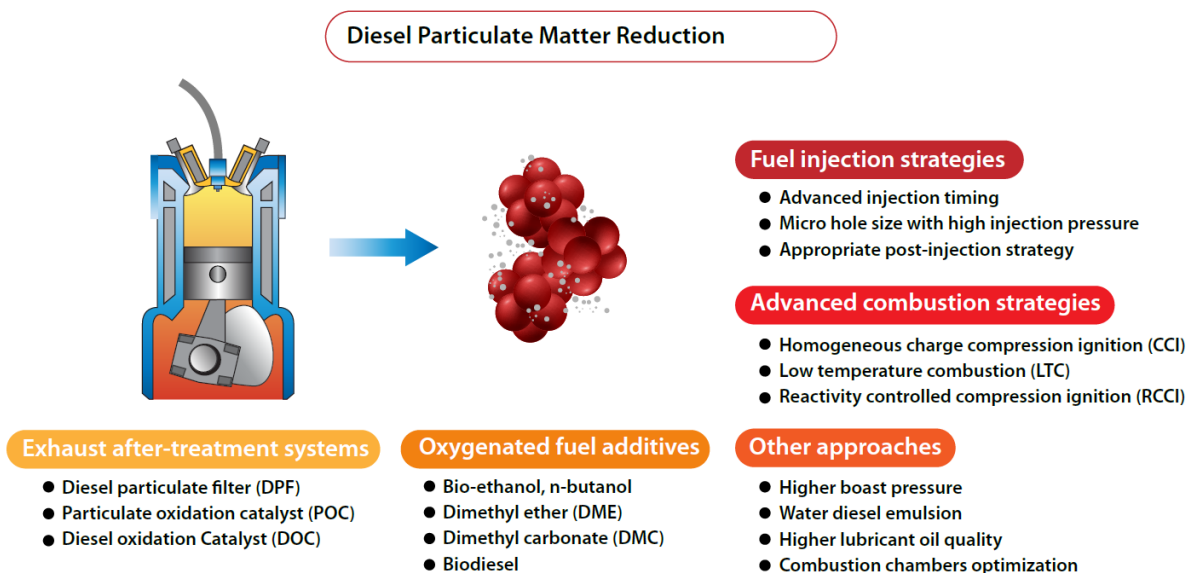 Diesel Particulate Matter Reduction
Fuel injection strategies
● Advanced injection timing
● Micro hole size with high injection pressure
● Appropriate post-injection strategy
Advanced combustion strategies
● Homogeneous charge compression ignition (CCI)
● Low temperature combustion (LTC)
● Reactivity controlled compression ignition (RCCI)
Exhaust after-treatment systems
● Diesel particulate filter (DPF)
● Particulate oxidation catalyst (POC)
● Diesel oxidation Catalyst (DOC)
Oxygenated fuel additives
● Bio-ethanol, n-butanol
● Dimethyl ether (DME)
● Dimethyl carbonate (DMC)
● Biodiesel
Other approaches
● Higher boast pressure
● Water diesel emulsion
● Higher lubricant oil quality
● Combustion chambers optimization